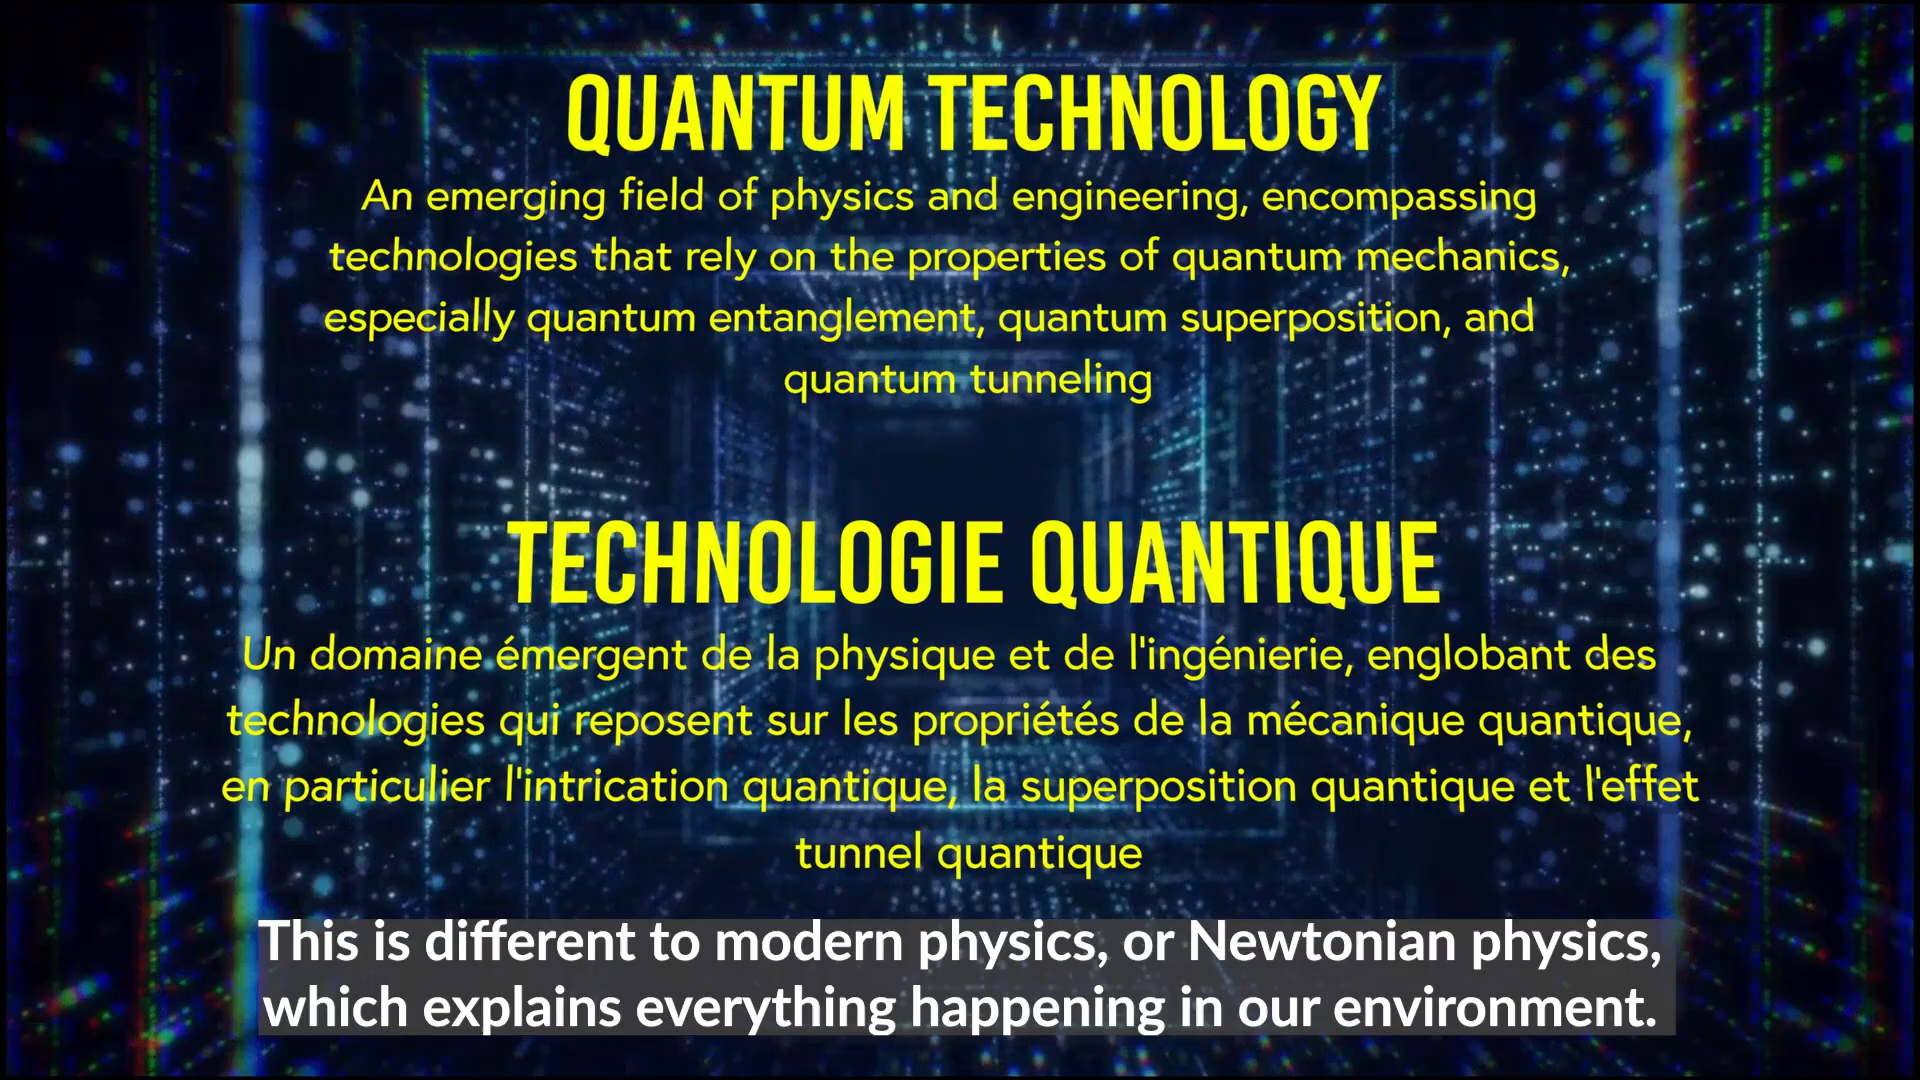 QUANTUM TECHNOLOGY
An emerging field of physics and engineering, encompassing
technologies that rely on the properties of quantum mechanics,
especially quantum entanglement, quantum superposition, and
quantum tunneling
TECHNOLOGIE QUANTIQUE
Un domaine émergent de la physique et de l'ingénierie, englobant des
technologies qui reposent sur les propriétés de la mécanique quantique,
en particulier l'intrication quantique, la superposition quantique et l'effet
tunnel quantique
This is different to modern physics, or Newtonian physics,
which explains everything happening in our environment.